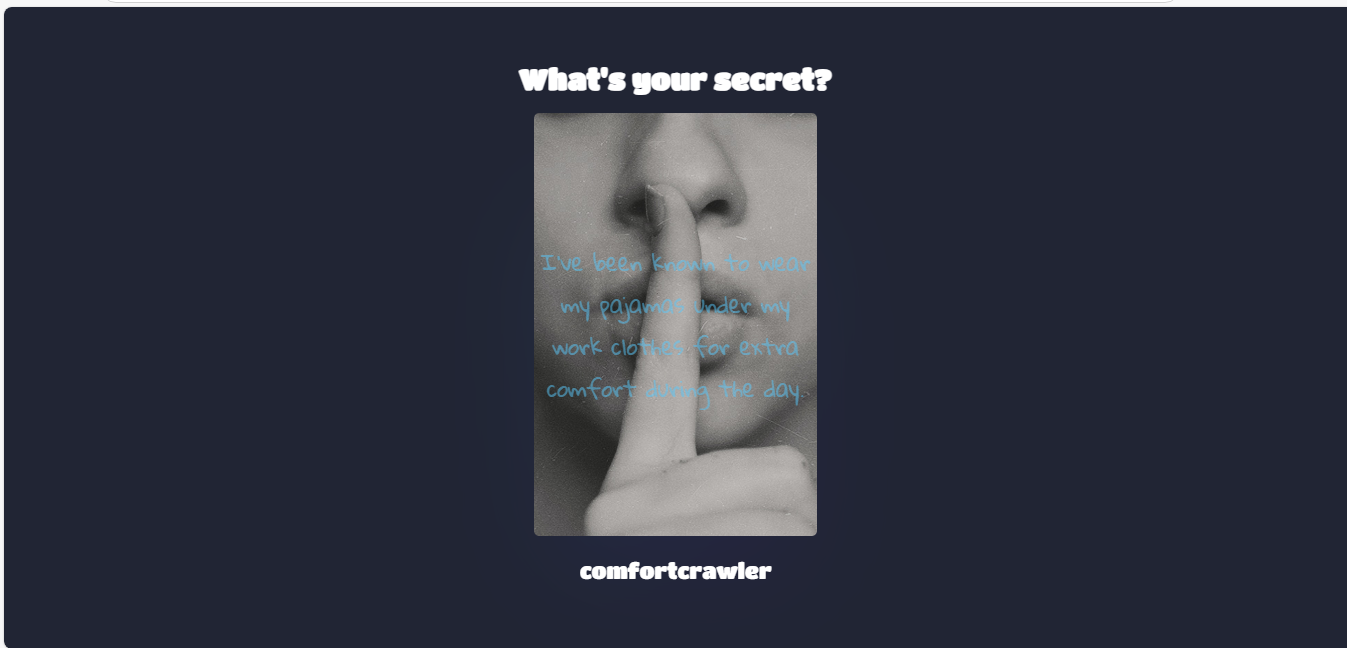 What's your secret?
I've been known to wear
my pajamas under my
work clothes for extra
comfort during the day.
comfortcrawler